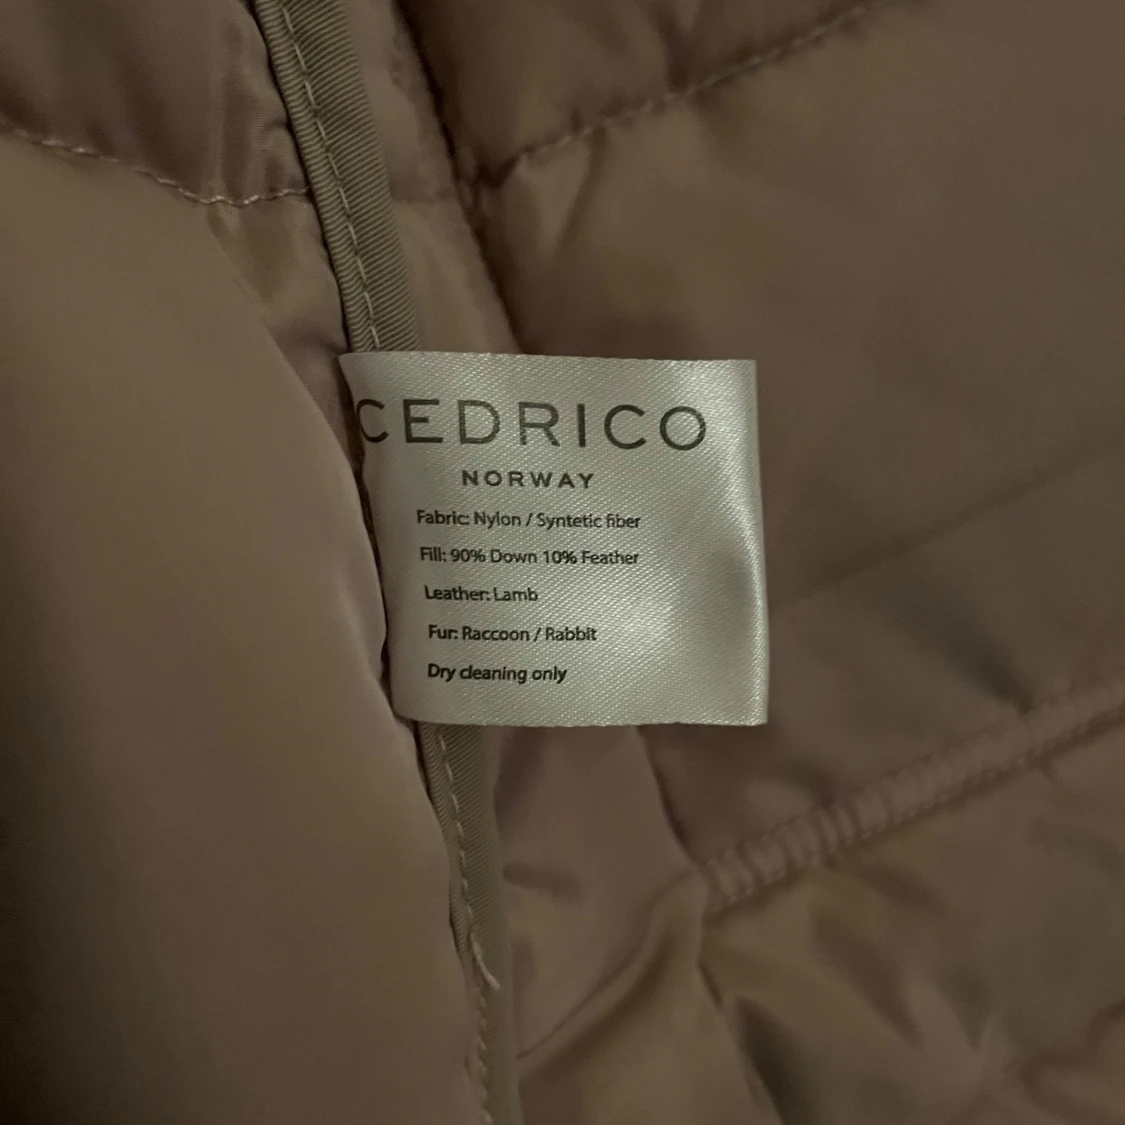 CEDRICO
NORWAY
Fabric: Nylon / Syntetic fiber
Fill: 90% Down 10% Feather
Leather: Lamb
Fur: Raccoon / Rabbit
Dry cleaning only